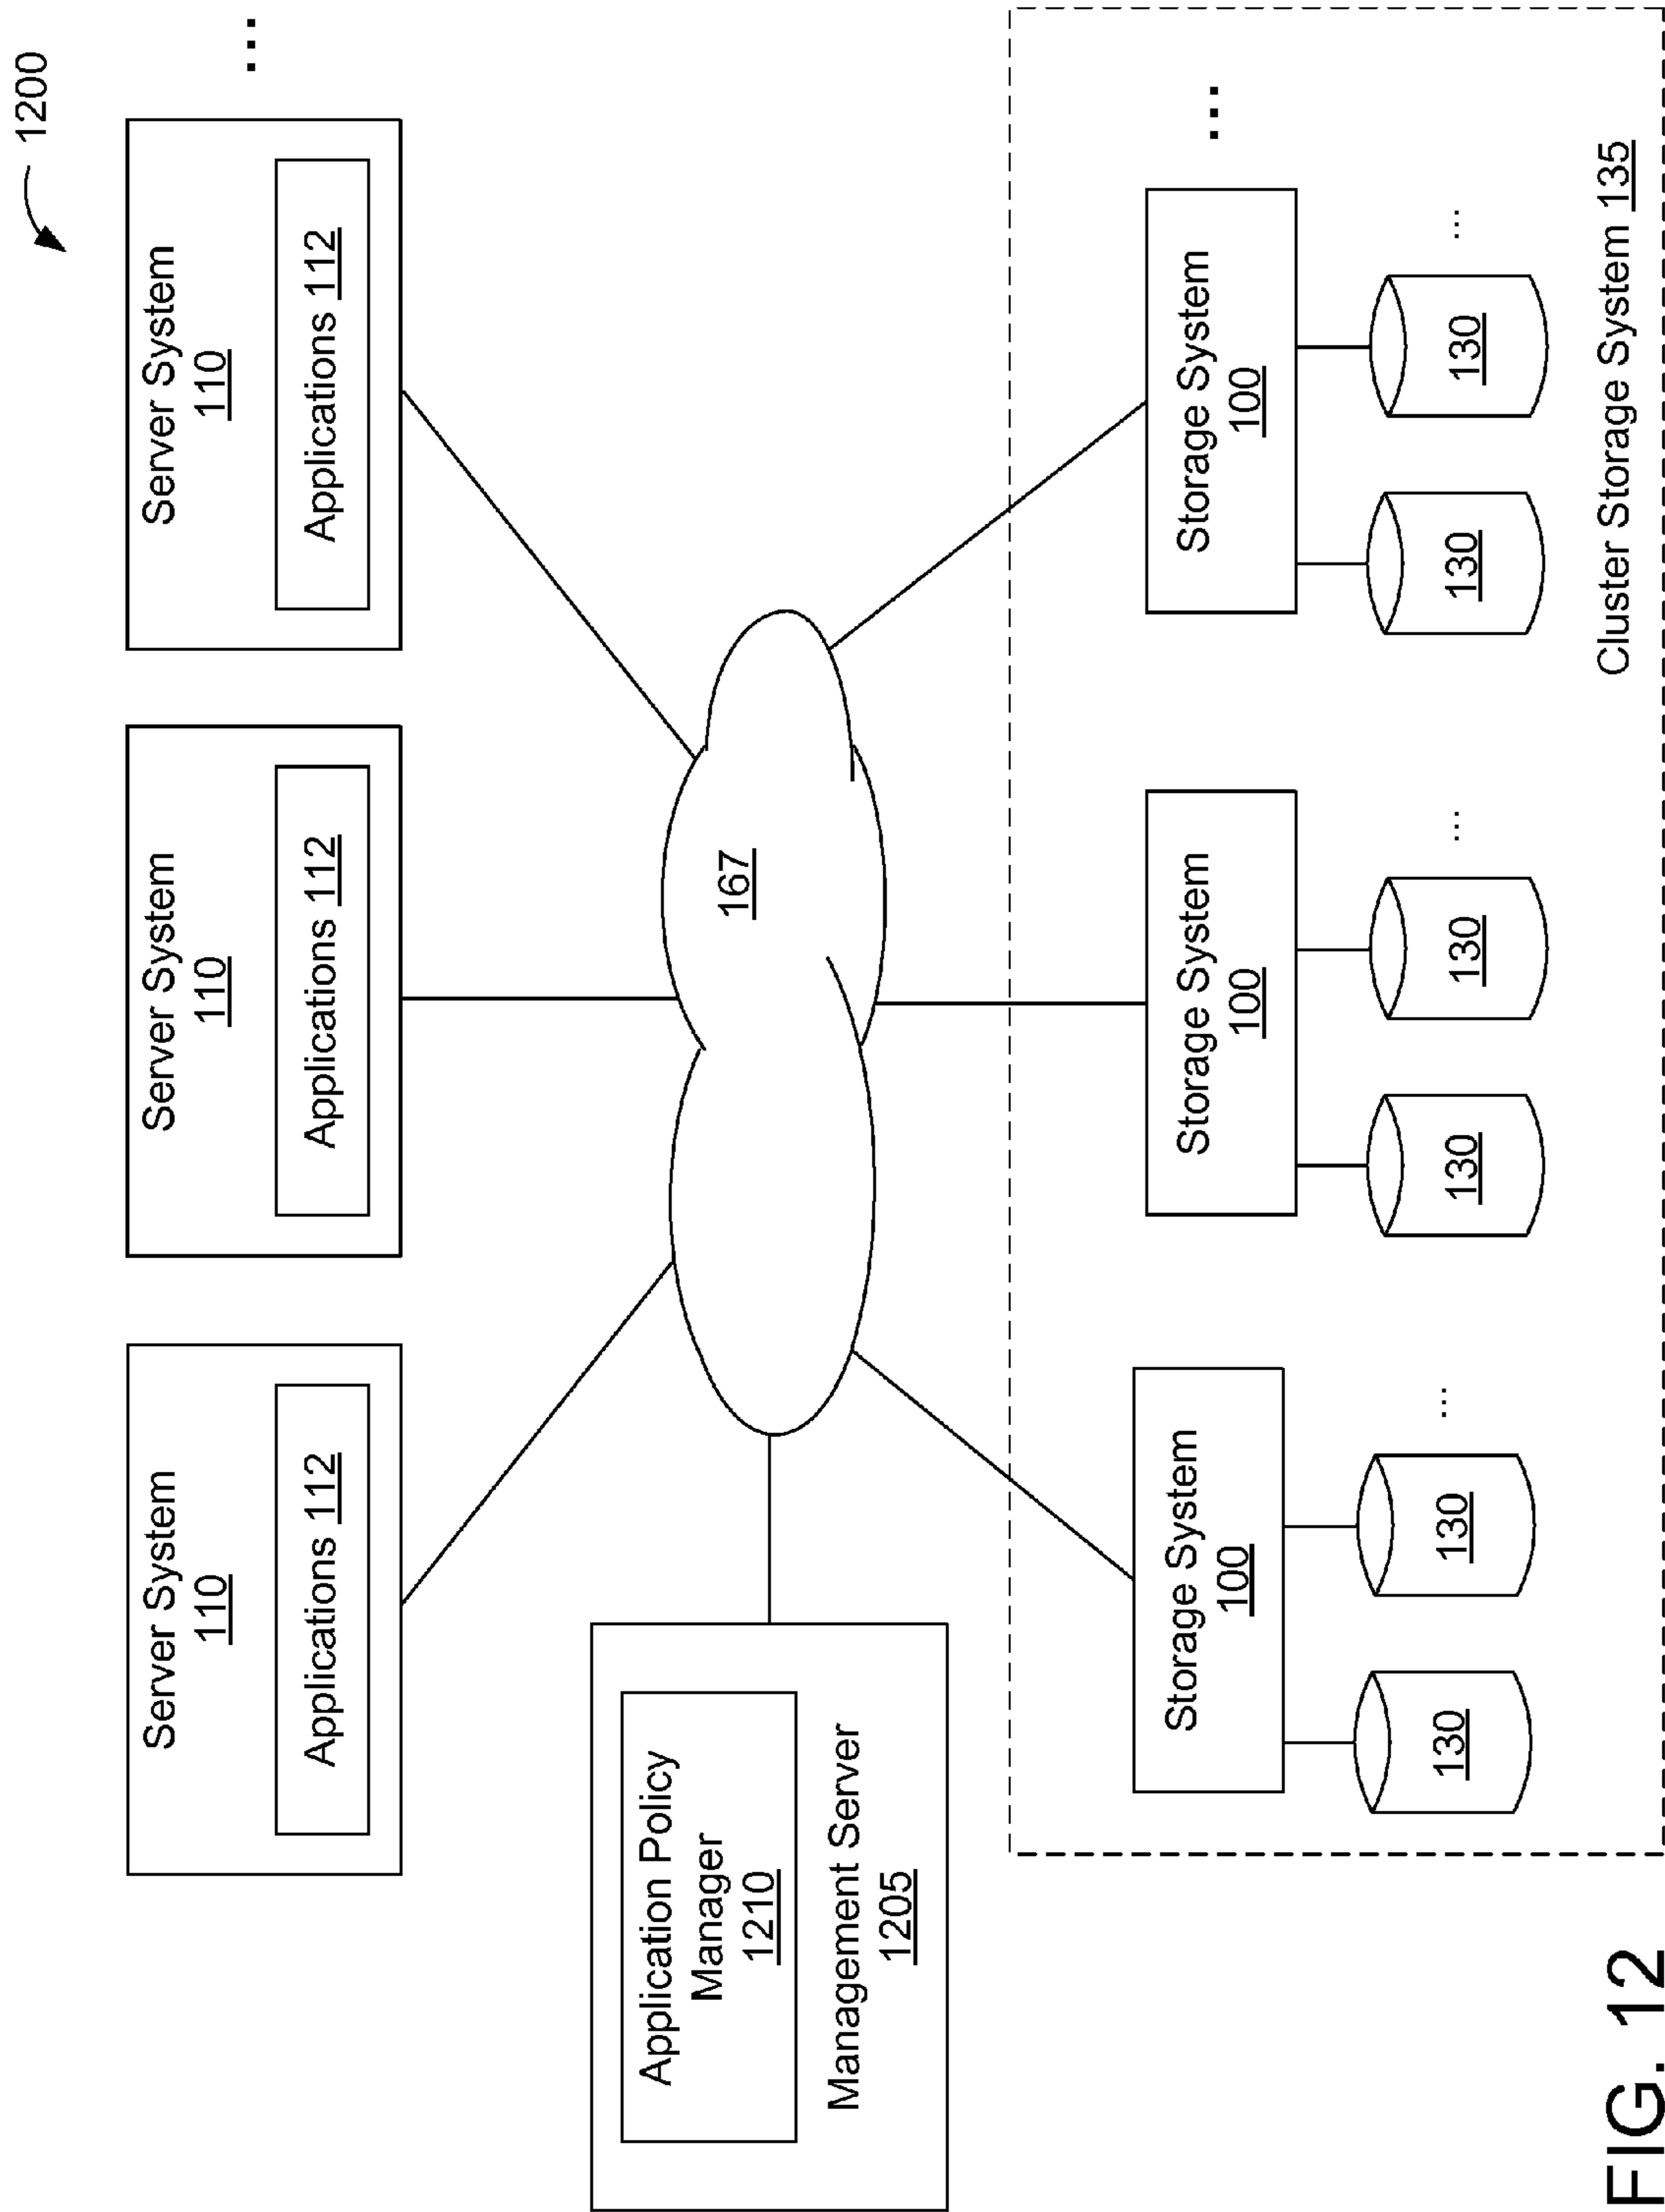 1200
Server System
110
Applications 112
Server System
110
Applications 112
Server System
110
Applications 112
...
Application Policy
Manager
1210
Management Server
1205
167
Storage System
100
130
130
...
Storage System
100
130
130
...
Storage System
100
130
130
...
...
Cluster Storage System 135
FIG. 12